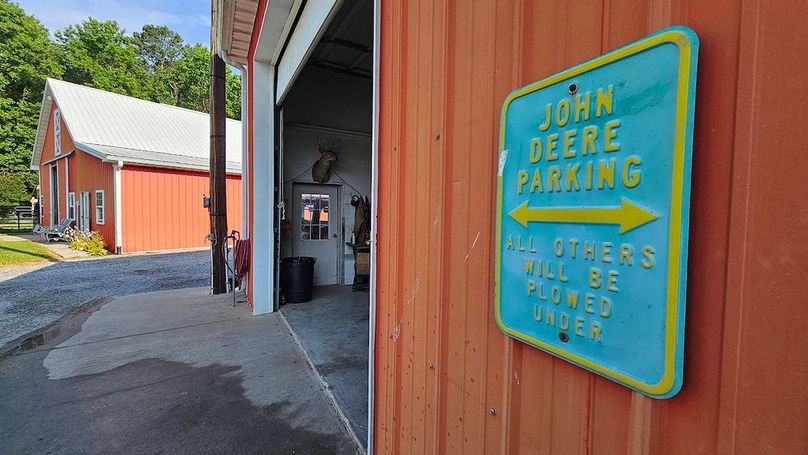 JOHN
DEERE
PARKING
ALL OTHERS
WILL BE
PLOWED
UNDER